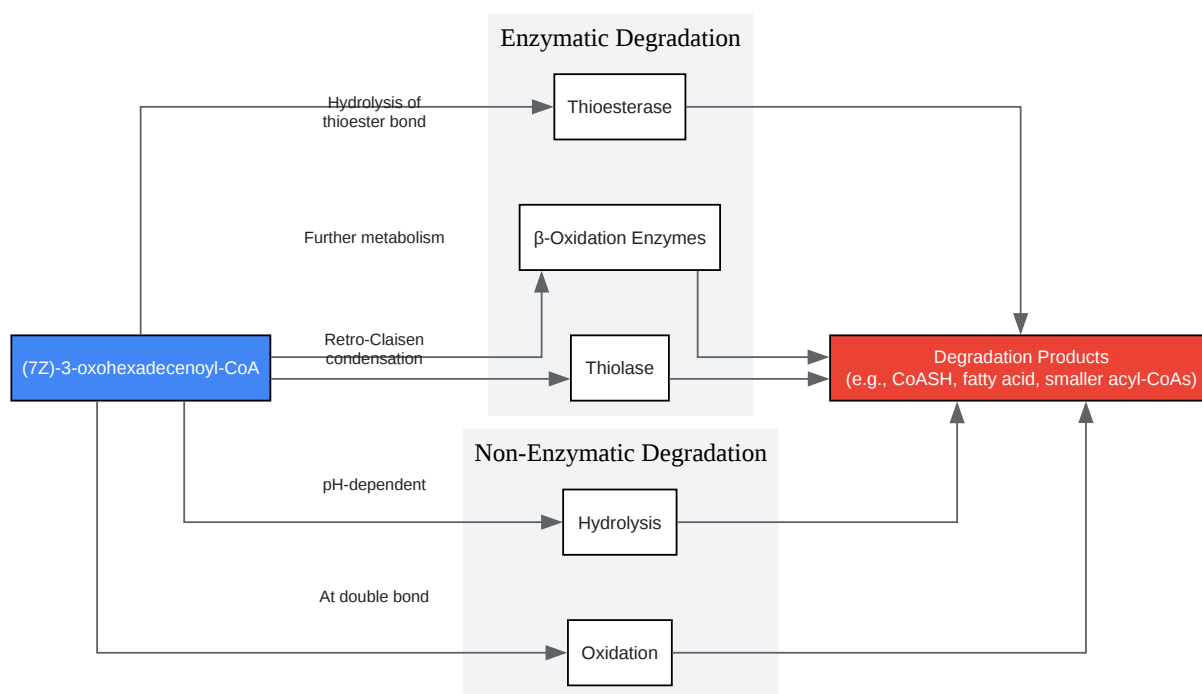 Enzymatic Degradation
Hydrolysis of
thioester bond
Thioesterase
Further metabolism
β-Oxidation Enzymes
(7Z)-3-oxohexadecenoyl-CoA
Retro-Claisen
condensation
Thiolase
Degradation Products
(e.g., CoASH, fatty acid, smaller acyl-CoAs)
Non-Enzymatic Degradation
pH-dependent
Hydrolysis
At double bond
Oxidation